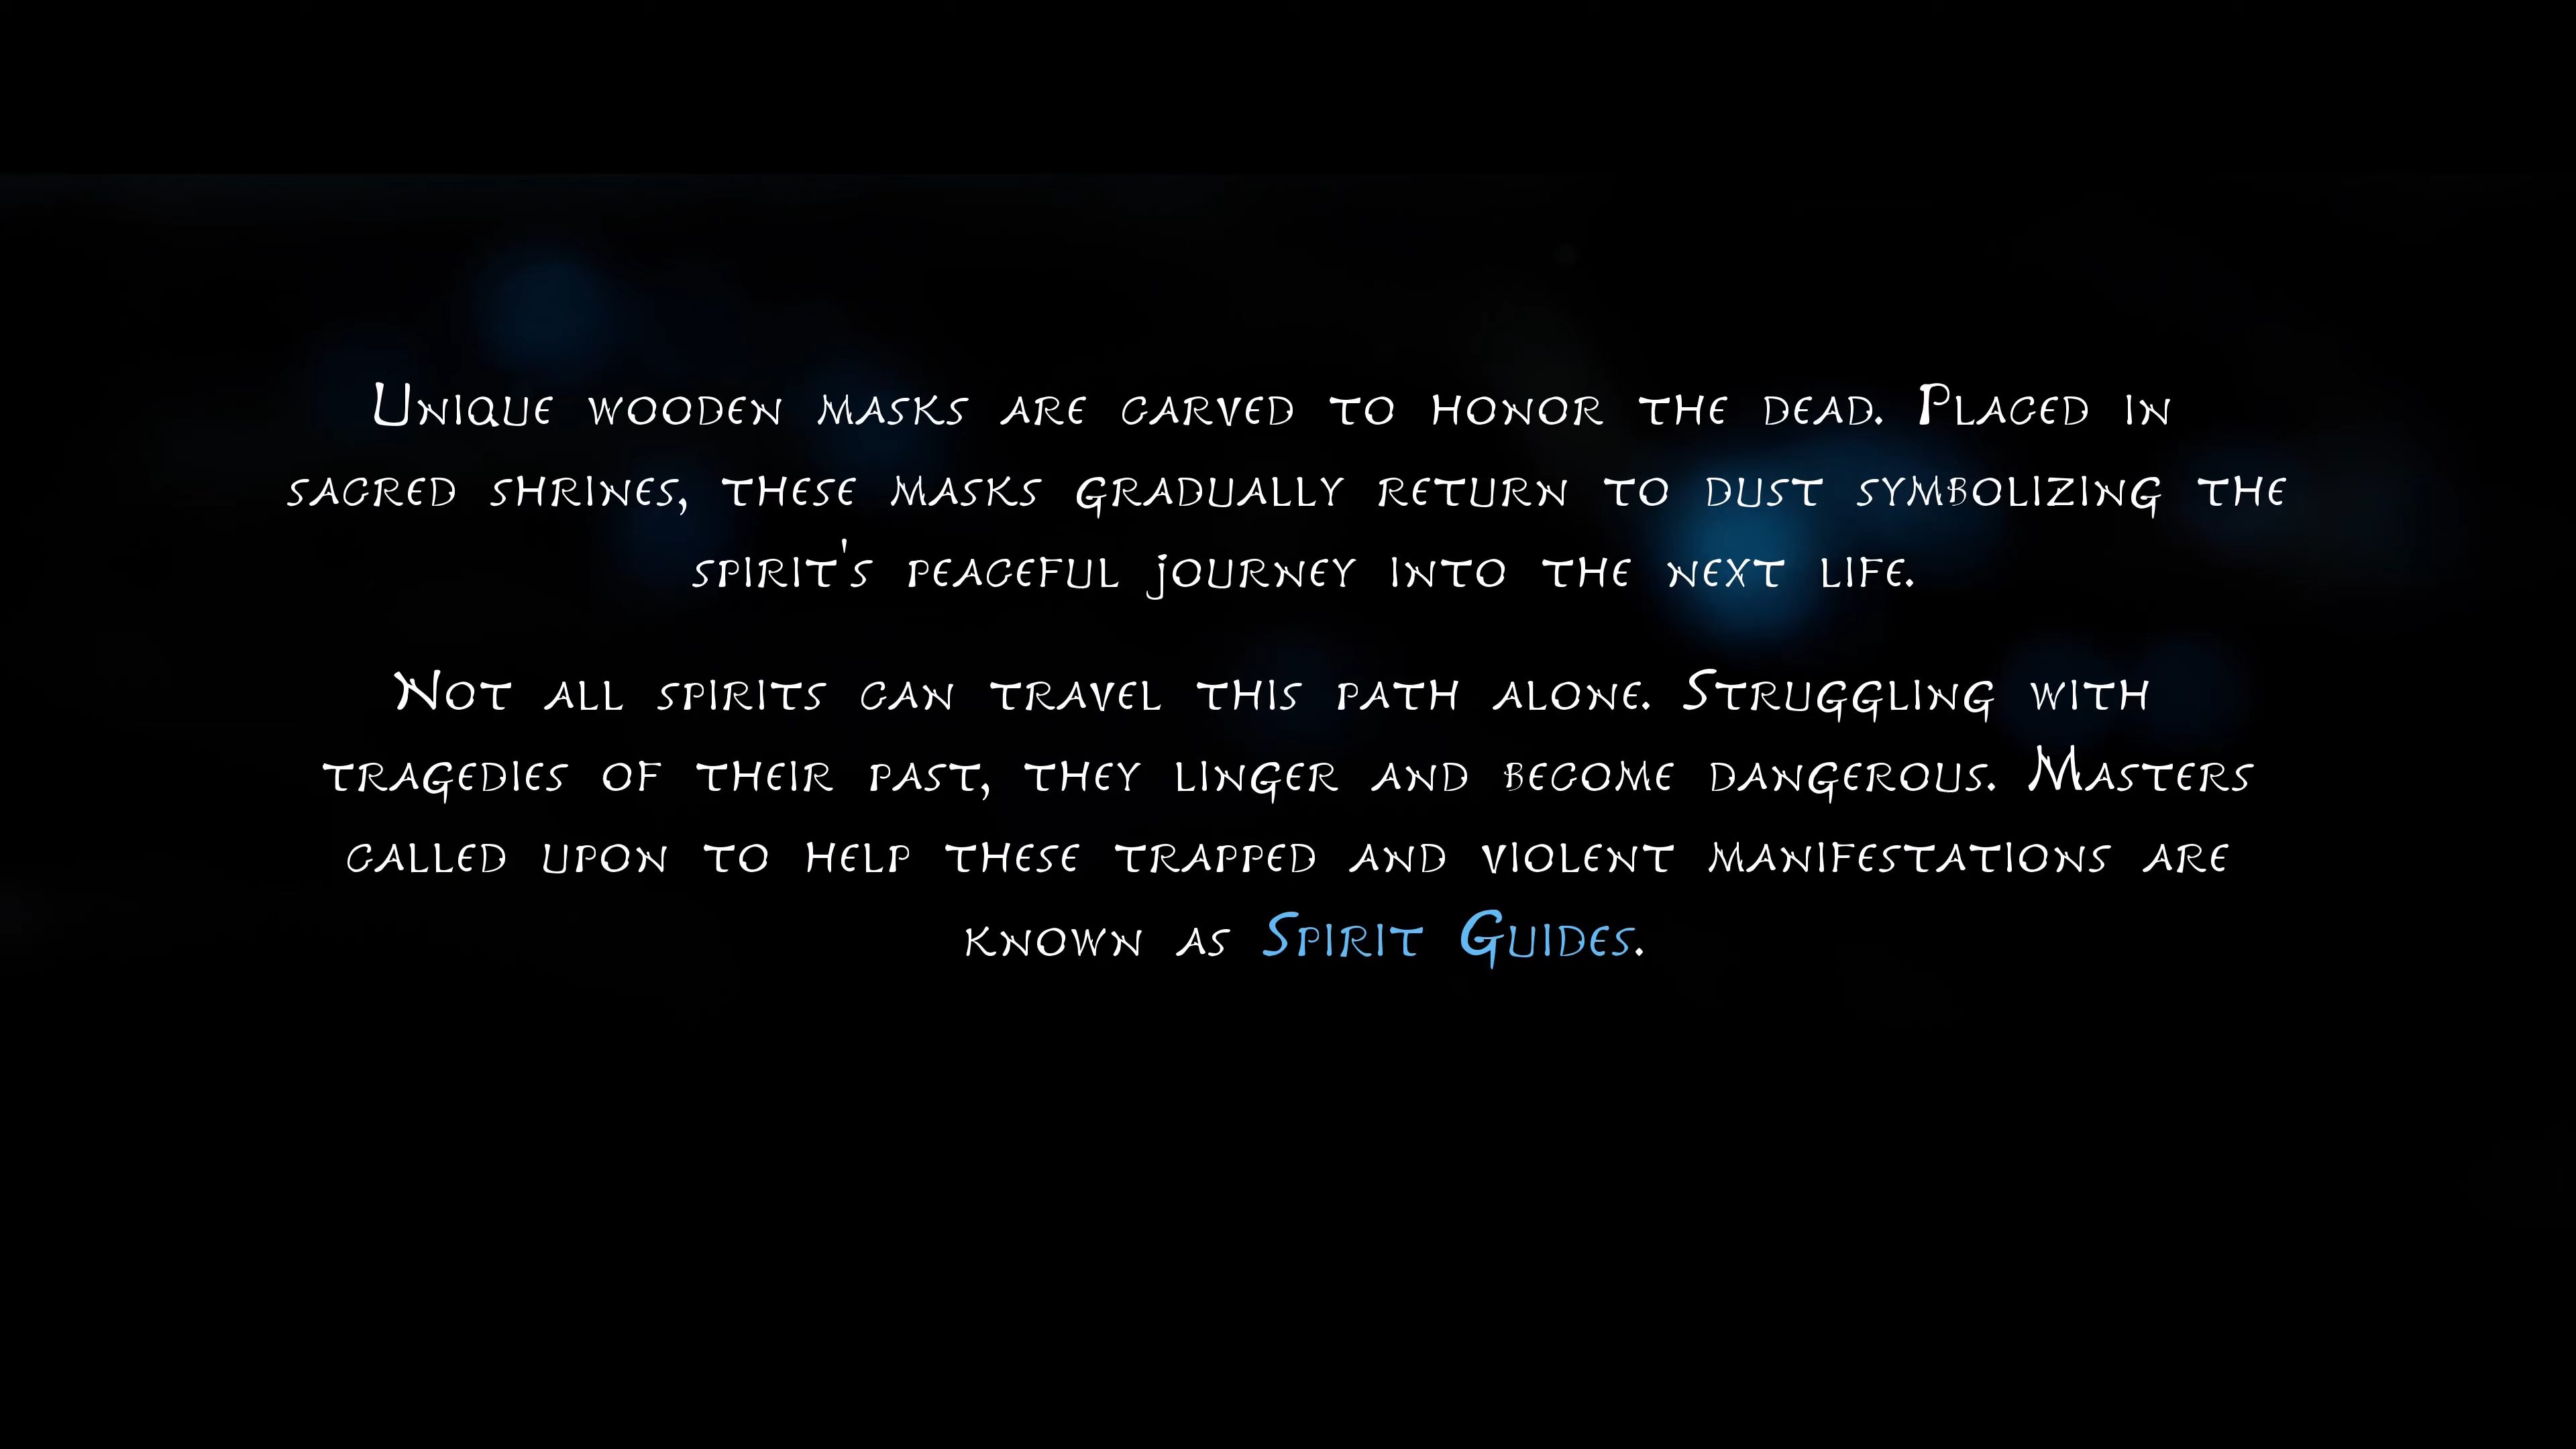 Unique wooden masks are carved to honor the dead. Placed in
sacred shrines, these masks gradually return to dust symbolizing the
spirit's peaceful journey into the next life.
Not all spirits can travel this path alone. Struggling with
tragedies of their past, they linger and become dangerous. Masters
called upon to help these trapped and violent manifestations are
known as Spirit Guides.